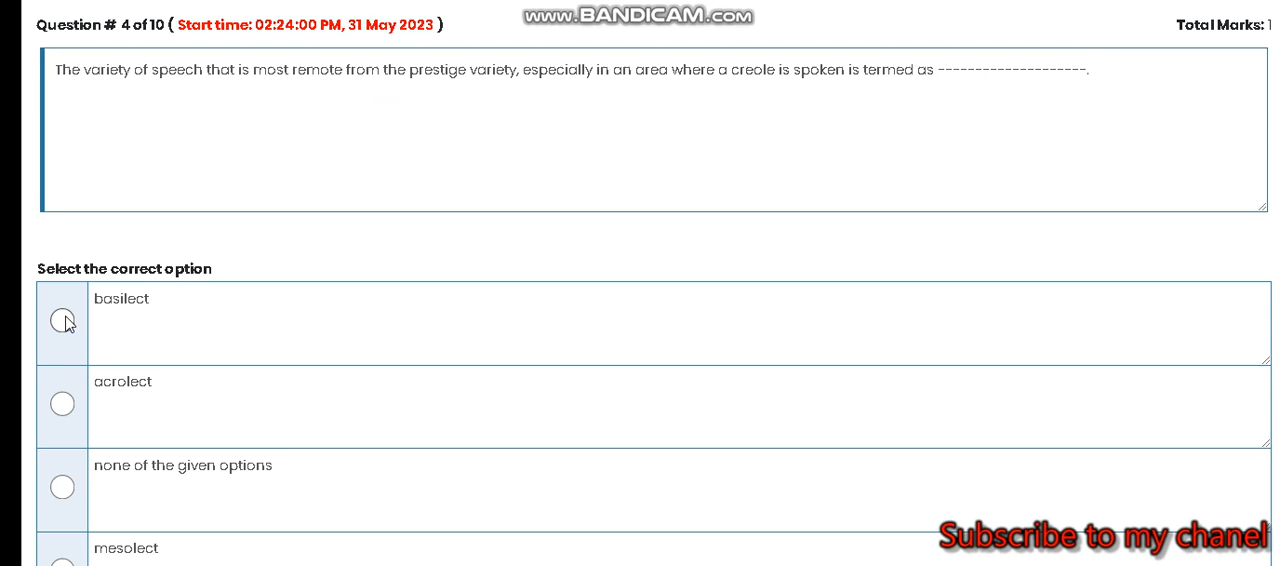 www.BANDICAM.com
Question # 4 of 10 ( Start time: 02:24:00 PM, 31 May 2023 ) Total Marks: 1
The variety of speech that is most remote from the prestige variety, especially in an area where a creole is spoken is termed as ---------------------.
Select the correct option
basilect
acrolect
none of the given options
mesolect
Subscribe to my chanel